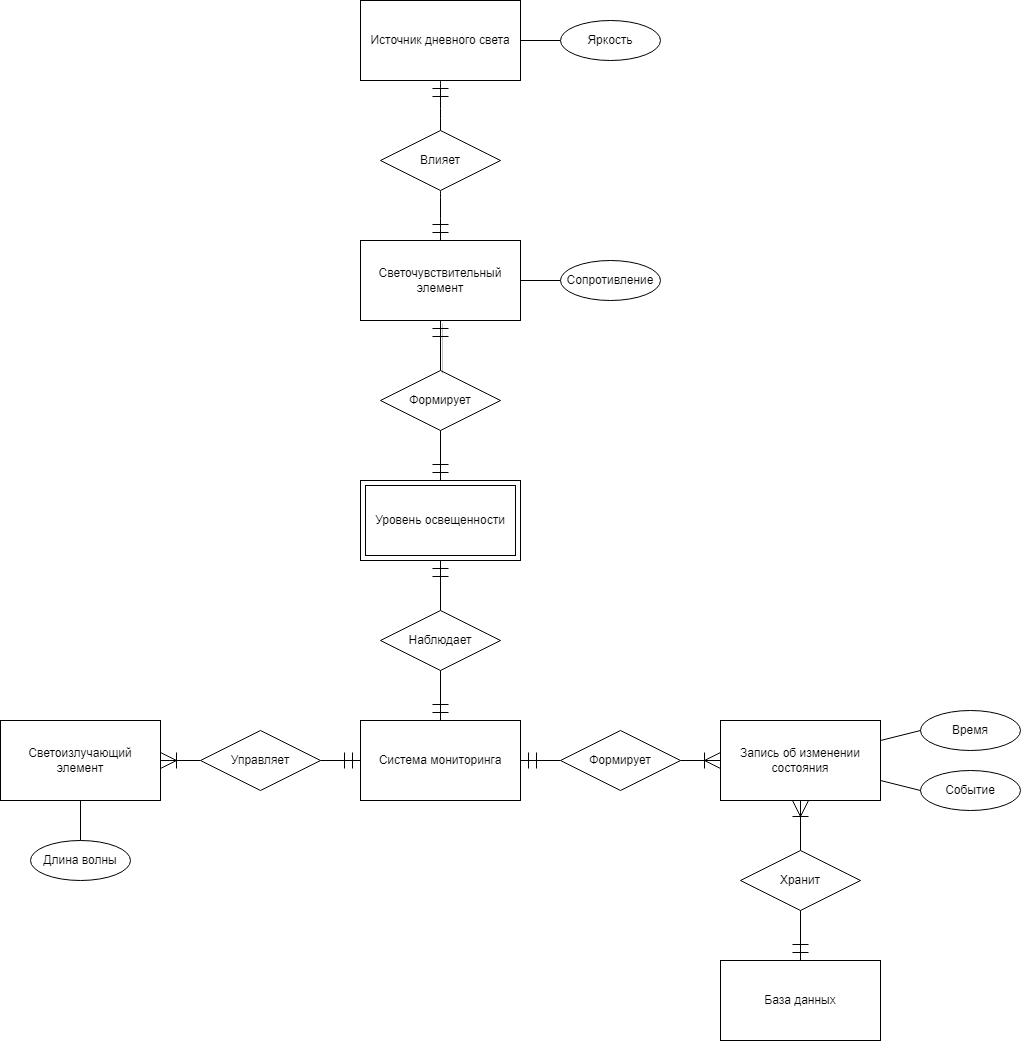 Источник дневного света
Яркость
Влияет
Светочувствительный
элемент
Сопротивление
Формирует
Уровень освещенности
Наблюдает
Светоизлучающий
элемент
Управляет
Система мониторинга
Формирует
Запись об изменении
состояния
Время
Событие
Длина волны
Хранит
База данных